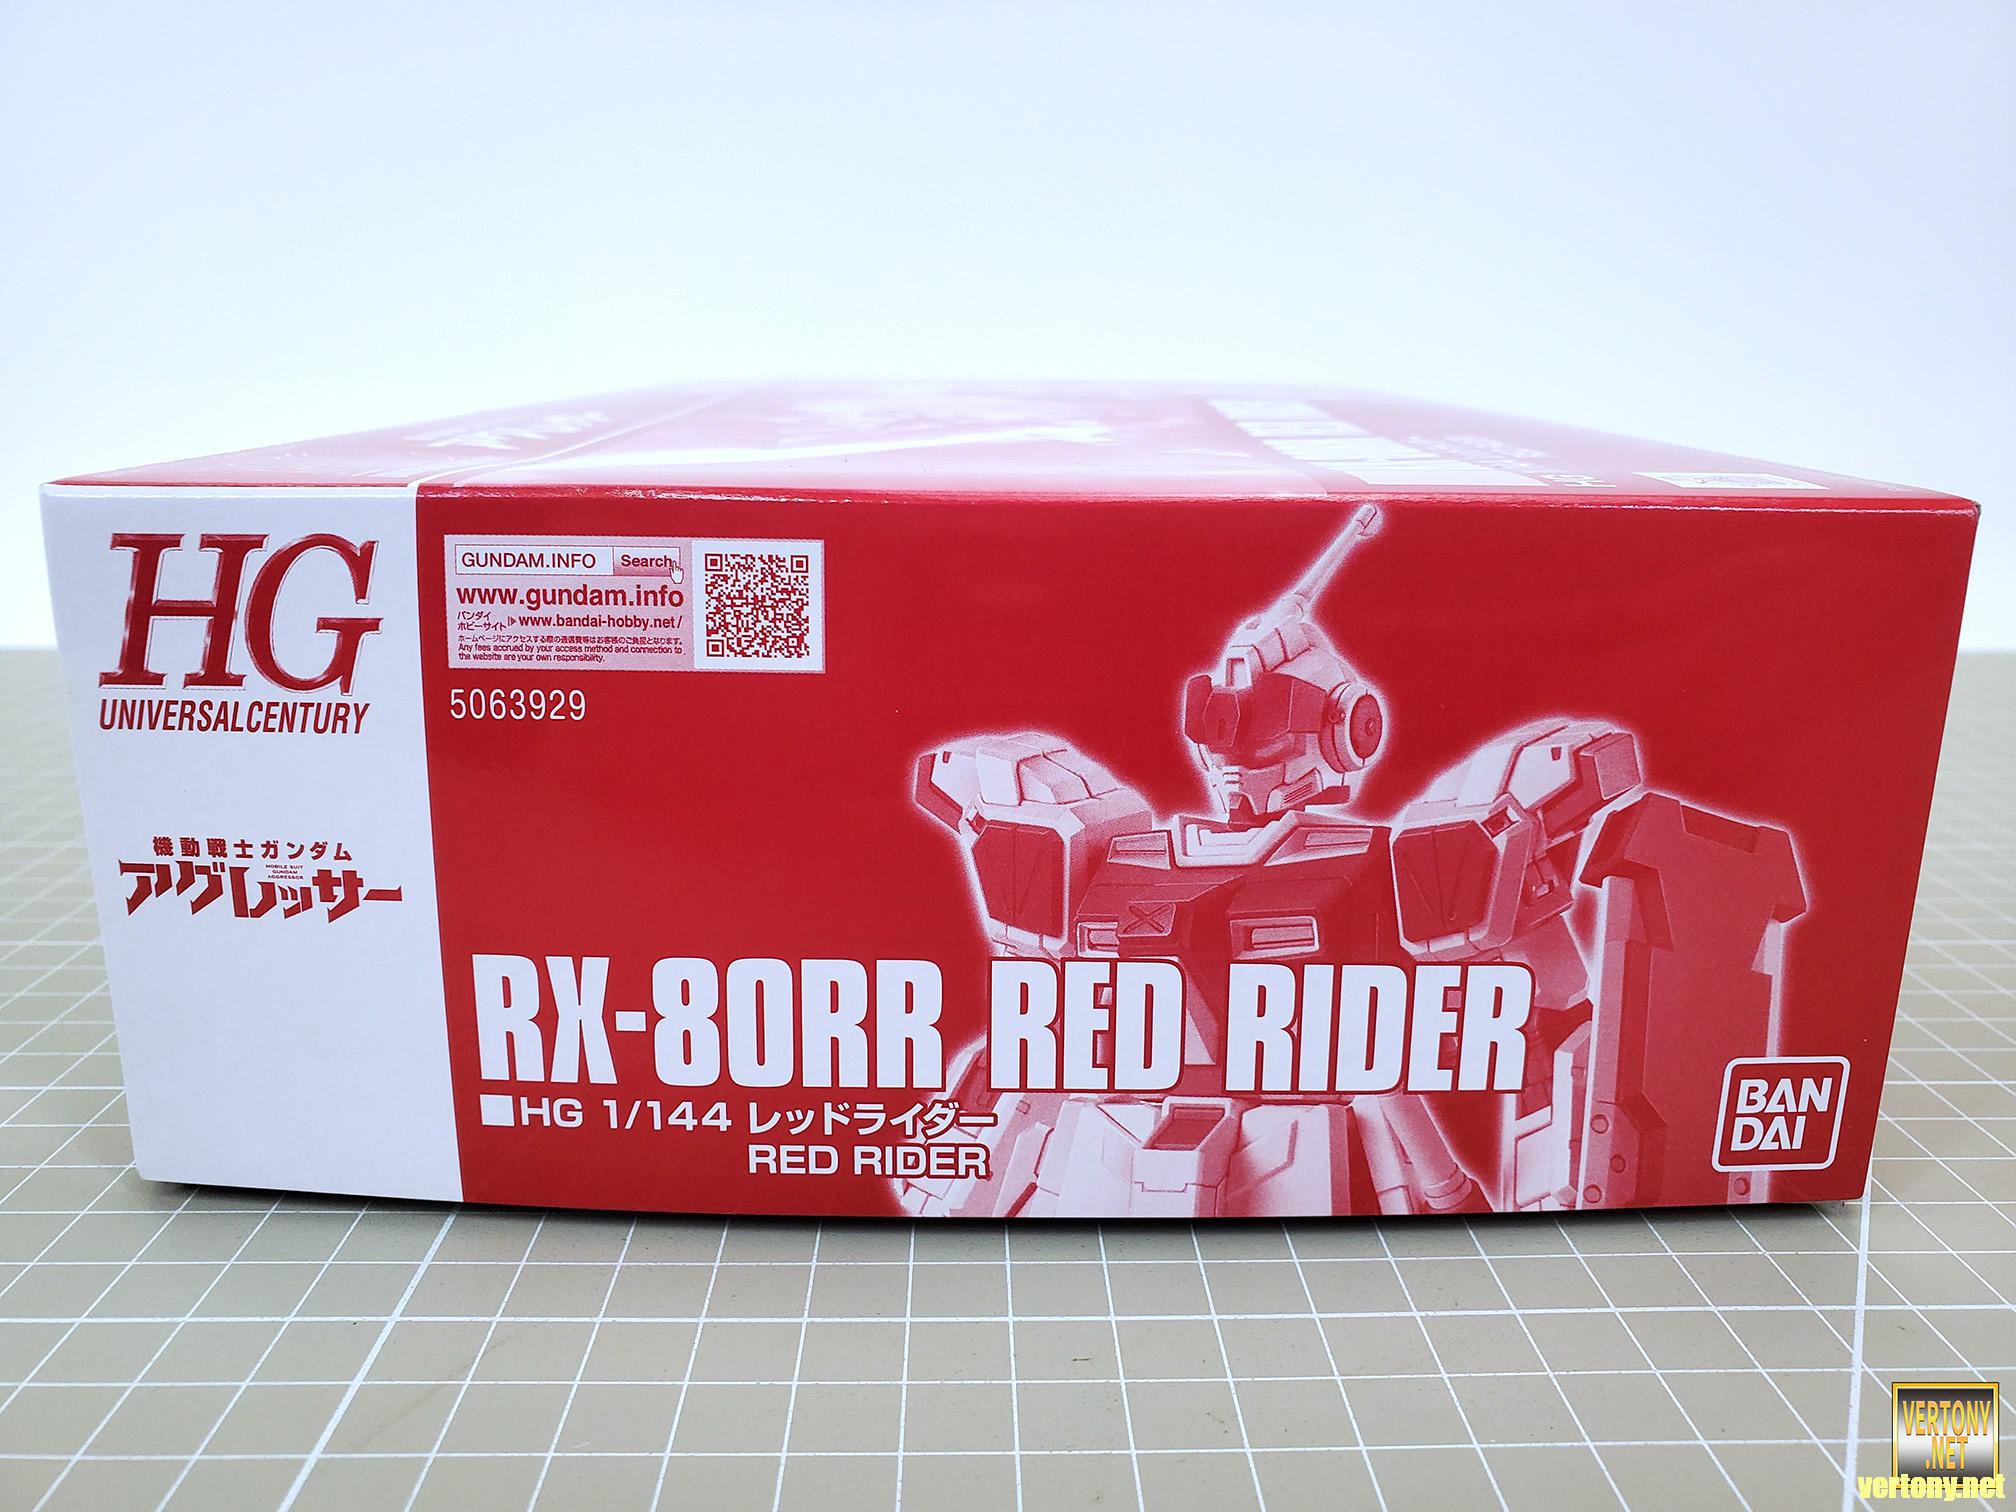 HG
UNIVERSAL CENTURY
機動戦士ガンダム
MOBILE SUIT
GUNDAM
AGGRESSOR
アグレッサー
GUNDAM.INFO Search
www.gundam.info
バンダイ
ホビーサイト
www.bandai-hobby.net/
ホームページにアクセスする際の通信費等はお客様のご負担となります。
Any fees accrued by your access method and connection to
the website are your own responsibility.
5063929
RX-80RR RED RIDER
■HG 1/144 レッドライダー
RED RIDER
BAN
DAI
VERTONY
.NET
vertony.net